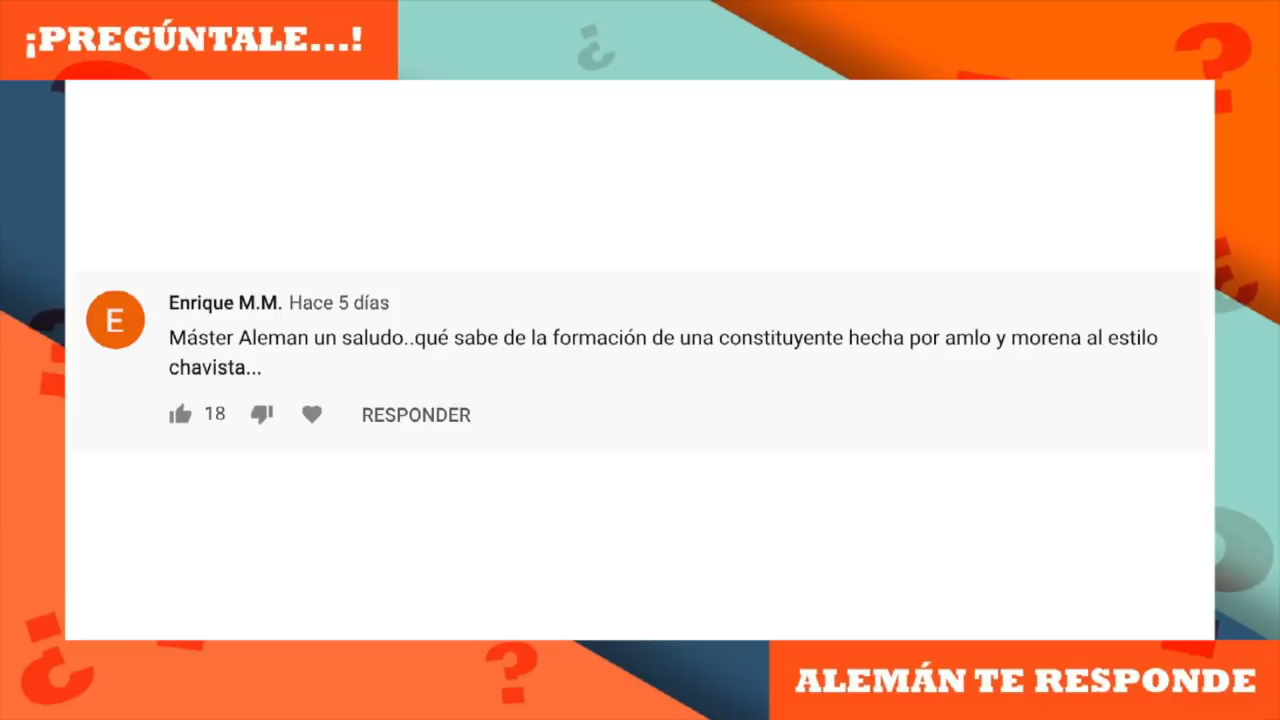 ¡PREGÚNTALE...!
E
Enrique M.M. Hace 5 días
Máster Aleman un saludo..qué sabe de la formación de una constituyente hecha por amlo y morena al estilo
chavista...
18
RESPONDER
ALEMÁN TE RESPONDE